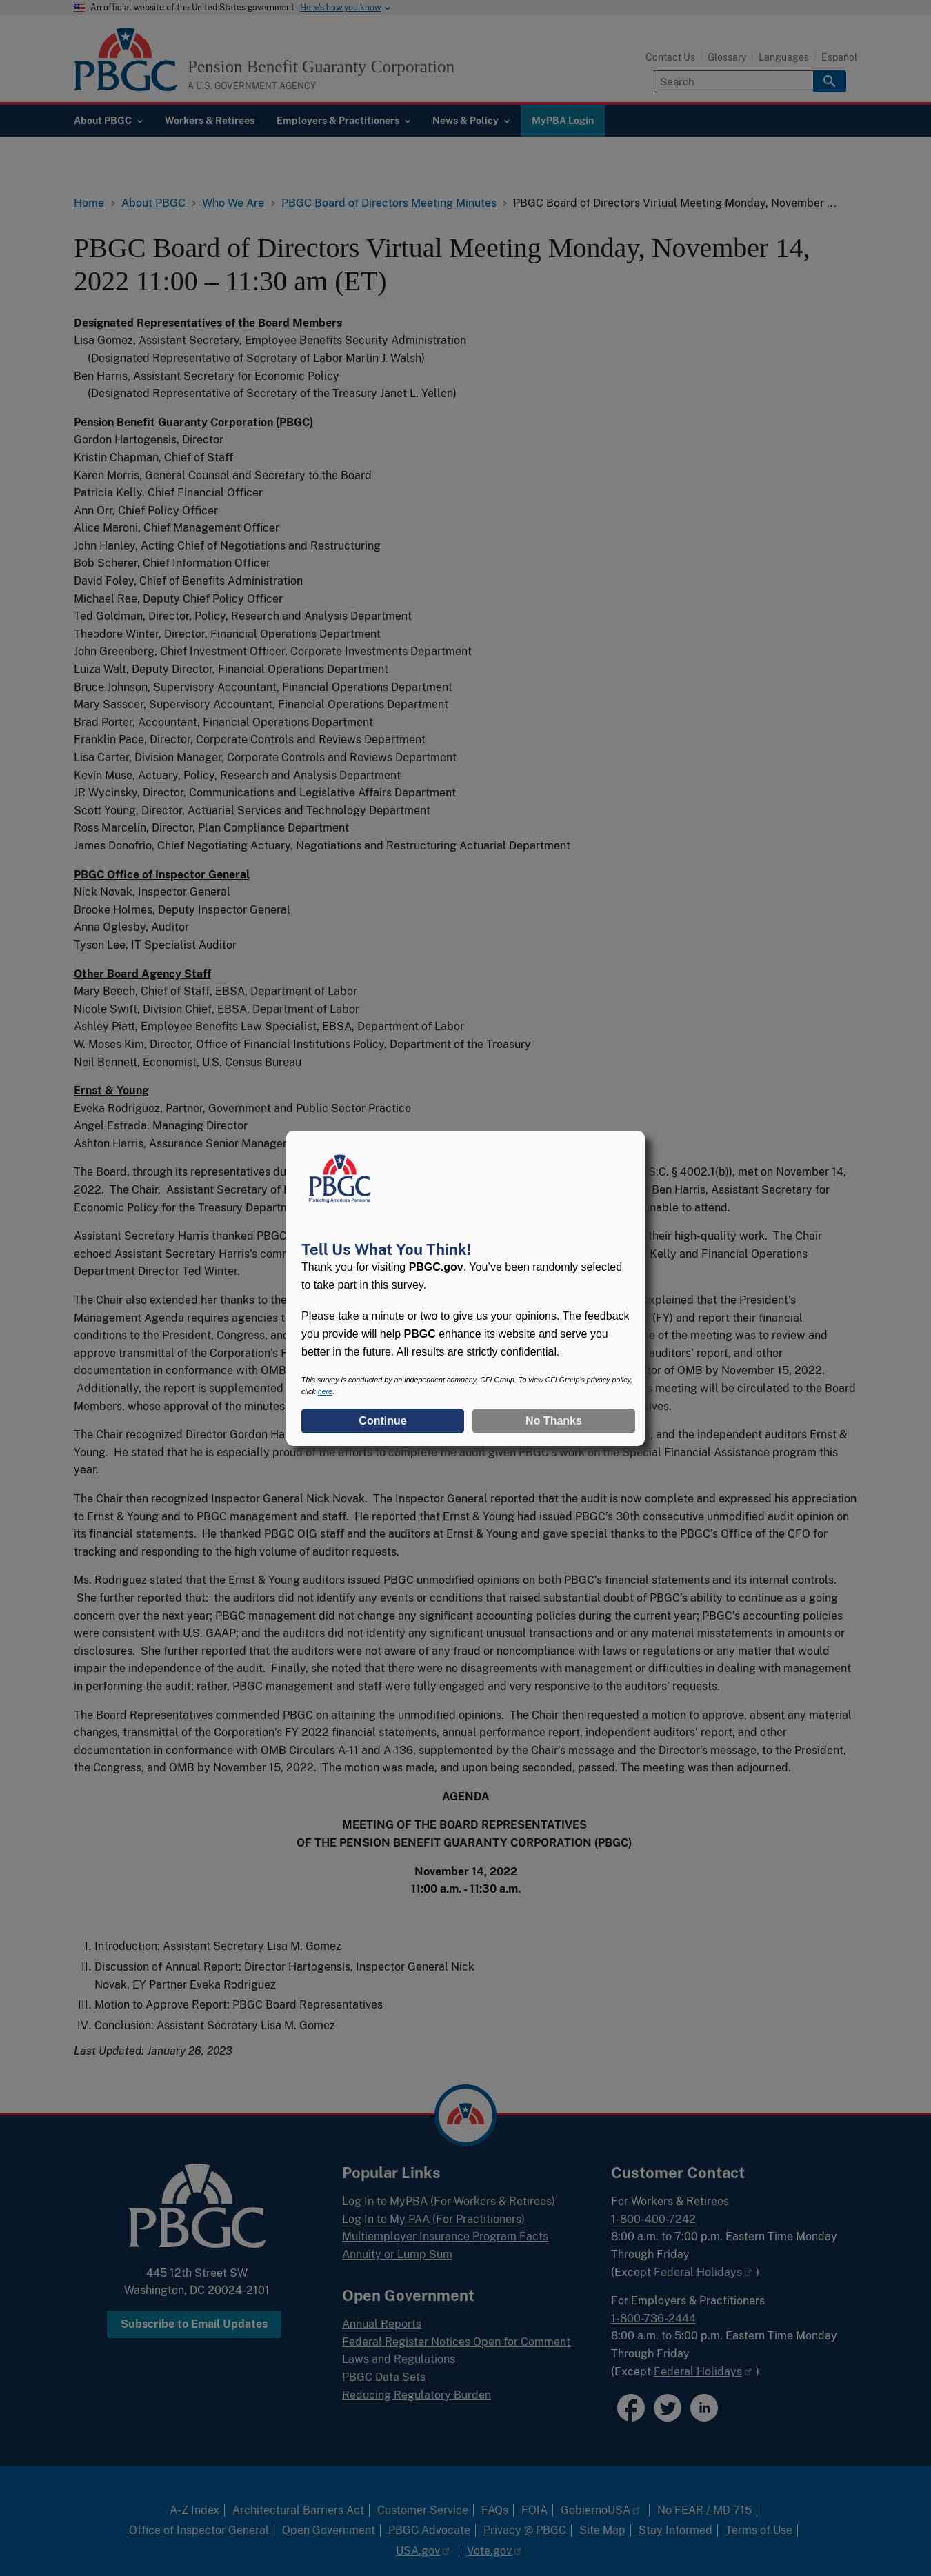 An official website of the United States government Here's how you know
PBGC
Pension Benefit Guaranty Corporation
A U.S. GOVERNMENT AGENCY
Contact Us Glossary Languages Español
Search
About PBGC Workers & Retirees Employers & Practitioners News & Policy MyPBA Login
Home About PBGC Who We Are PBGC Board of Directors Meeting Minutes PBGC Board of Directors Virtual Meeting Monday, November ...
PBGC Board of Directors Virtual Meeting Monday, November 14,
2022 11:00 – 11:30 am (ET)
Designated Representatives of the Board Members
Lisa Gomez, Assistant Secretary, Employee Benefits Security Administration
(Designated Representative of Secretary of Labor Martin J. Walsh)
Ben Harris, Assistant Secretary for Economic Policy
(Designated Representative of Secretary of the Treasury Janet L. Yellen)
Pension Benefit Guaranty Corporation (PBGC)
Gordon Hartogensis, Director
Kristin Chapman, Chief of Staff
Karen Morris, General Counsel and Secretary to the Board
Patricia Kelly, Chief Financial Officer
Ann Orr, Chief Policy Officer
Alice Maroni, Chief Management Officer
John Hanley, Acting Chief of Negotiations and Restructuring
Bob Scherer, Chief Information Officer
David Foley, Chief of Benefits Administration
Michael Rae, Deputy Chief Policy Officer
Ted Goldman, Director, Policy, Research and Analysis Department
Theodore Winter, Director, Financial Operations Department
John Greenberg, Chief Investment Officer, Corporate Investments Department
Luiza Walt, Deputy Director, Financial Operations Department
Bruce Johnson, Supervisory Accountant, Financial Operations Department
Mary Sasscer, Supervisory Accountant, Financial Operations Department
Brad Porter, Accountant, Financial Operations Department
Franklin Pace, Director, Corporate Controls and Reviews Department
Lisa Carter, Division Manager, Corporate Controls and Reviews Department
Kevin Muse, Actuary, Policy, Research and Analysis Department
JR Wycinsky, Director, Communications and Legislative Affairs Department
Scott Young, Director, Actuarial Services and Technology Department
Ross Marcelin, Director, Plan Compliance Department
James Donofrio, Chief Negotiating Actuary, Negotiations and Restructuring Actuarial Department
PBGC Office of Inspector General
Nick Novak, Inspector General
Brooke Holmes, Deputy Inspector General
Anna Oglesby, Auditor
Tyson Lee, IT Specialist Auditor
Other Board Agency Staff
Mary Beech, Chief of Staff, EBSA, Department of Labor
Nicole Swift, Division Chief, EBSA, Department of Labor
Ashley Piatt, Employee Benefits Law Specialist, EBSA, Department of Labor
W. Moses Kim, Director, Office of Financial Institutions Policy, Department of the Treasury
Neil Bennett, Economist, U.S. Census Bureau
Ernst & Young
Eveka Rodriguez, Partner, Government and Public Sector Practice
Angel Estrada, Managing Director
Ashton Harris, Assurance Senior Manager
The Board, through its representatives S.C. § 4002.1(b)), met on November 14,
2022. The Chair, Assistant Secretary of Ben Harris, Assistant Secretary for
Economic Policy for the Treasury to attend.
Assistant Secretary Harris thanked PBGC their high-quality work. The Chair
echoed Assistant Secretary Harris's Kelly and Financial Operations
Department Director Ted Winter.
The Chair also extended her thanks to the explained that the President's
Management Agenda requires agencies (FY) and report their financial
conditions to the President, Congress, of the meeting was to review and
approve transmittal of the Corporation's auditors' report, and other
documentation in conformance with OMB of OMB by November 15, 2022.
Additionally, the report is supplemented meeting will be circulated to the Board
Members, whose approval of the minutes
The Chair recognized Director Gordon and the independent auditors Ernst &
Young. He stated that he is especially proud of the efforts to complete the audit given PBGC's work on the Special Financial Assistance program this
year.
The Chair then recognized Inspector General Nick Novak. The Inspector General reported that the audit is now complete and expressed his appreciation
to Ernst & Young and to PBGC management and staff. He reported that Ernst & Young had issued PBGC's 30th consecutive unmodified audit opinion on
its financial statements. He thanked PBGC OIG staff and the auditors at Ernst & Young and gave special thanks to the PBGC's Office of the CFO for
tracking and responding to the high volume of auditor requests.
Ms. Rodriguez stated that the Ernst & Young auditors issued PBGC unmodified opinions on both PBGC's financial statements and its internal controls.
She further reported that: the auditors did not identify any events or conditions that raised substantial doubt of PBGC's ability to continue as a going
concern over the next year; PBGC management did not change any significant accounting policies during the current year; PBGC's accounting policies
were consistent with U.S. GAAP; and the auditors did not identify any significant unusual transactions and or any material misstatements in amounts or
disclosures. She further reported that the auditors were not aware of any fraud or noncompliance with laws or regulations or any matter that would
impair the independence of the audit. Finally, she noted that there were no disagreements with management or difficulties in dealing with management
in performing the audit; rather, PBGC management and staff were fully engaged and very responsive to the auditors' requests.
The Board Representatives commended PBGC on attaining the unmodified opinions. The Chair then requested a motion to approve, absent any material
changes, transmittal of the Corporation's FY 2022 financial statements, annual performance report, independent auditors' report, and other
documentation in conformance with OMB Circulars A-11 and A-136, supplemented by the Chair's message and the Director's message, to the President,
the Congress, and OMB by November 15, 2022. The motion was made, and upon being seconded, passed. The meeting was then adjourned.
AGENDA
MEETING OF THE BOARD REPRESENTATIVES
OF THE PENSION BENEFIT GUARANTY CORPORATION (PBGC)
November 14, 2022
11:00 a.m. - 11:30 a.m.
I. Introduction: Assistant Secretary Lisa M. Gomez
II. Discussion of Annual Report: Director Hartogensis, Inspector General Nick
Novak, EY Partner Eveka Rodriguez
III. Motion to Approve Report: PBGC Board Representatives
IV. Conclusion: Assistant Secretary Lisa M. Gomez
Last Updated: January 26, 2023
PBGC
Protecting America's Pensions
Tell Us What You Think!
Thank you for visiting PBGC.gov. You've been randomly selected
to take part in this survey.
Please take a minute or two to give us your opinions. The feedback
you provide will help PBGC enhance its website and serve you
better in the future. All results are strictly confidential.
This survey is conducted by an independent company, CFI Group. To view CFI Group's privacy policy,
click here.
Continue No Thanks
PBGC
445 12th Street SW
Washington, DC 20024-2101
Subscribe to Email Updates
Popular Links
Log In to MyPBA (For Workers & Retirees)
Log In to My PAA (For Practitioners)
Multiemployer Insurance Program Facts
Annuity or Lump Sum
Open Government
Annual Reports
Federal Register Notices Open for Comment
Laws and Regulations
PBGC Data Sets
Reducing Regulatory Burden
Customer Contact
For Workers & Retirees
1-800-400-7242
8:00 a.m. to 7:00 p.m. Eastern Time Monday
Through Friday
(Except Federal Holidays )
For Employers & Practitioners
1-800-736-2444
8:00 a.m. to 5:00 p.m. Eastern Time Monday
Through Friday
(Except Federal Holidays )
A-Z Index Architectural Barriers Act Customer Service FAQs FOIA GobiernoUSA No FEAR / MD 715
Office of Inspector General Open Government PBGC Advocate Privacy @ PBGC Site Map Stay Informed Terms of Use
USA.gov Vote.gov